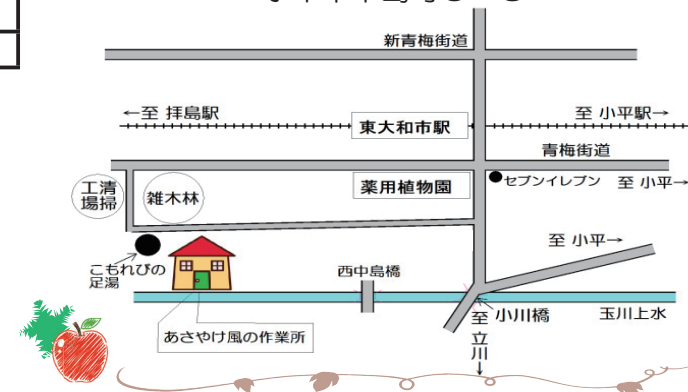 新青梅街道
←至 拝島駅
至 小平駅→
東大和市駅
青梅街道
清掃
工場
雑木林
薬用植物園
セブンイレブン
至 小平→
至 小平→
こもれびの
足湯
西中島橋
小川橋
玉川上水
至立川→
あさやけ風の作業所